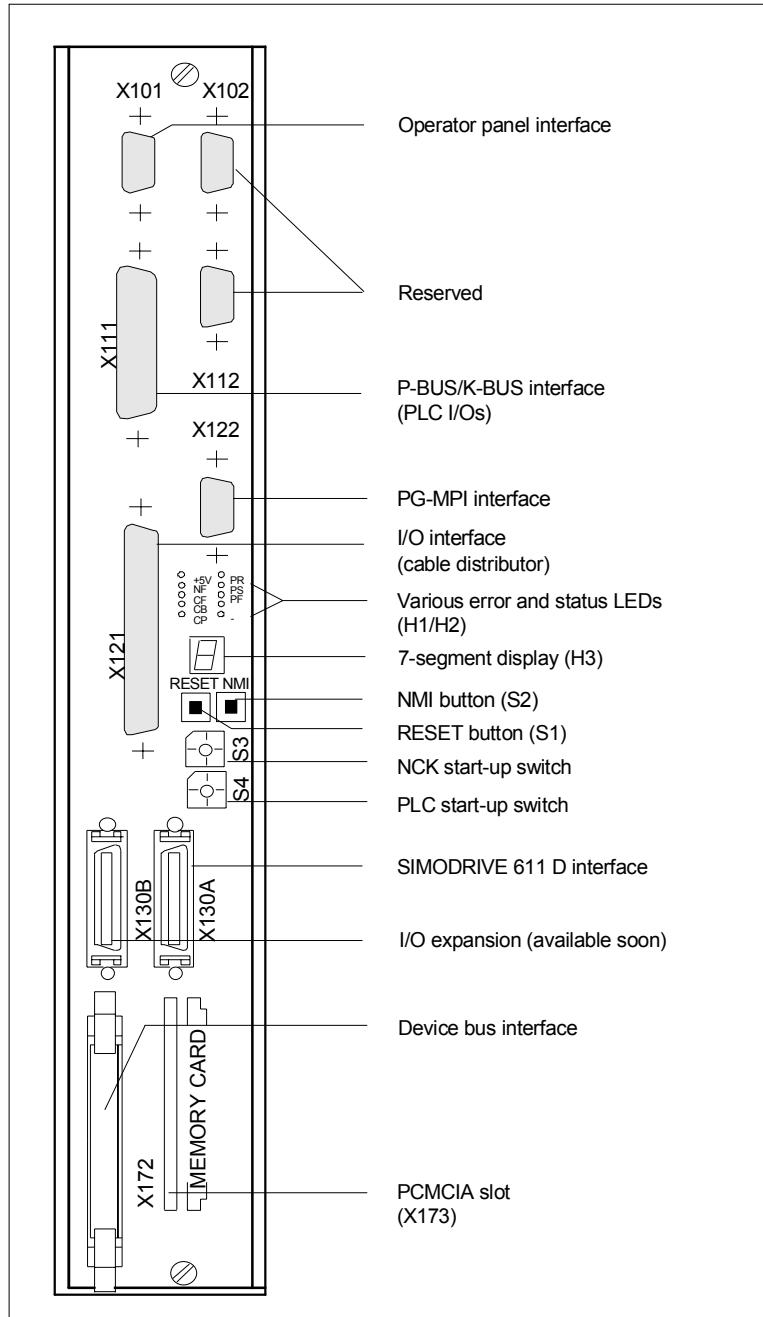 X101 X102
Operator panel interface
Reserved
X111
X112
P-BUS/K-BUS interface
(PLC I/Os)
X122
PG-MPI interface
I/O interface
(cable distributor)
+5V PR
NF PS
CF PF
CB
CP -
Various error and status LEDs
(H1/H2)
X121
7-segment display (H3)
RESET NMI
NMI button (S2)
RESET button (S1)
S3
NCK start-up switch
S4
PLC start-up switch
SIMODRIVE 611 D interface
X130B
X130A
I/O expansion (available soon)
Device bus interface
MEMORY CARD
X172
PCMCIA slot
(X173)